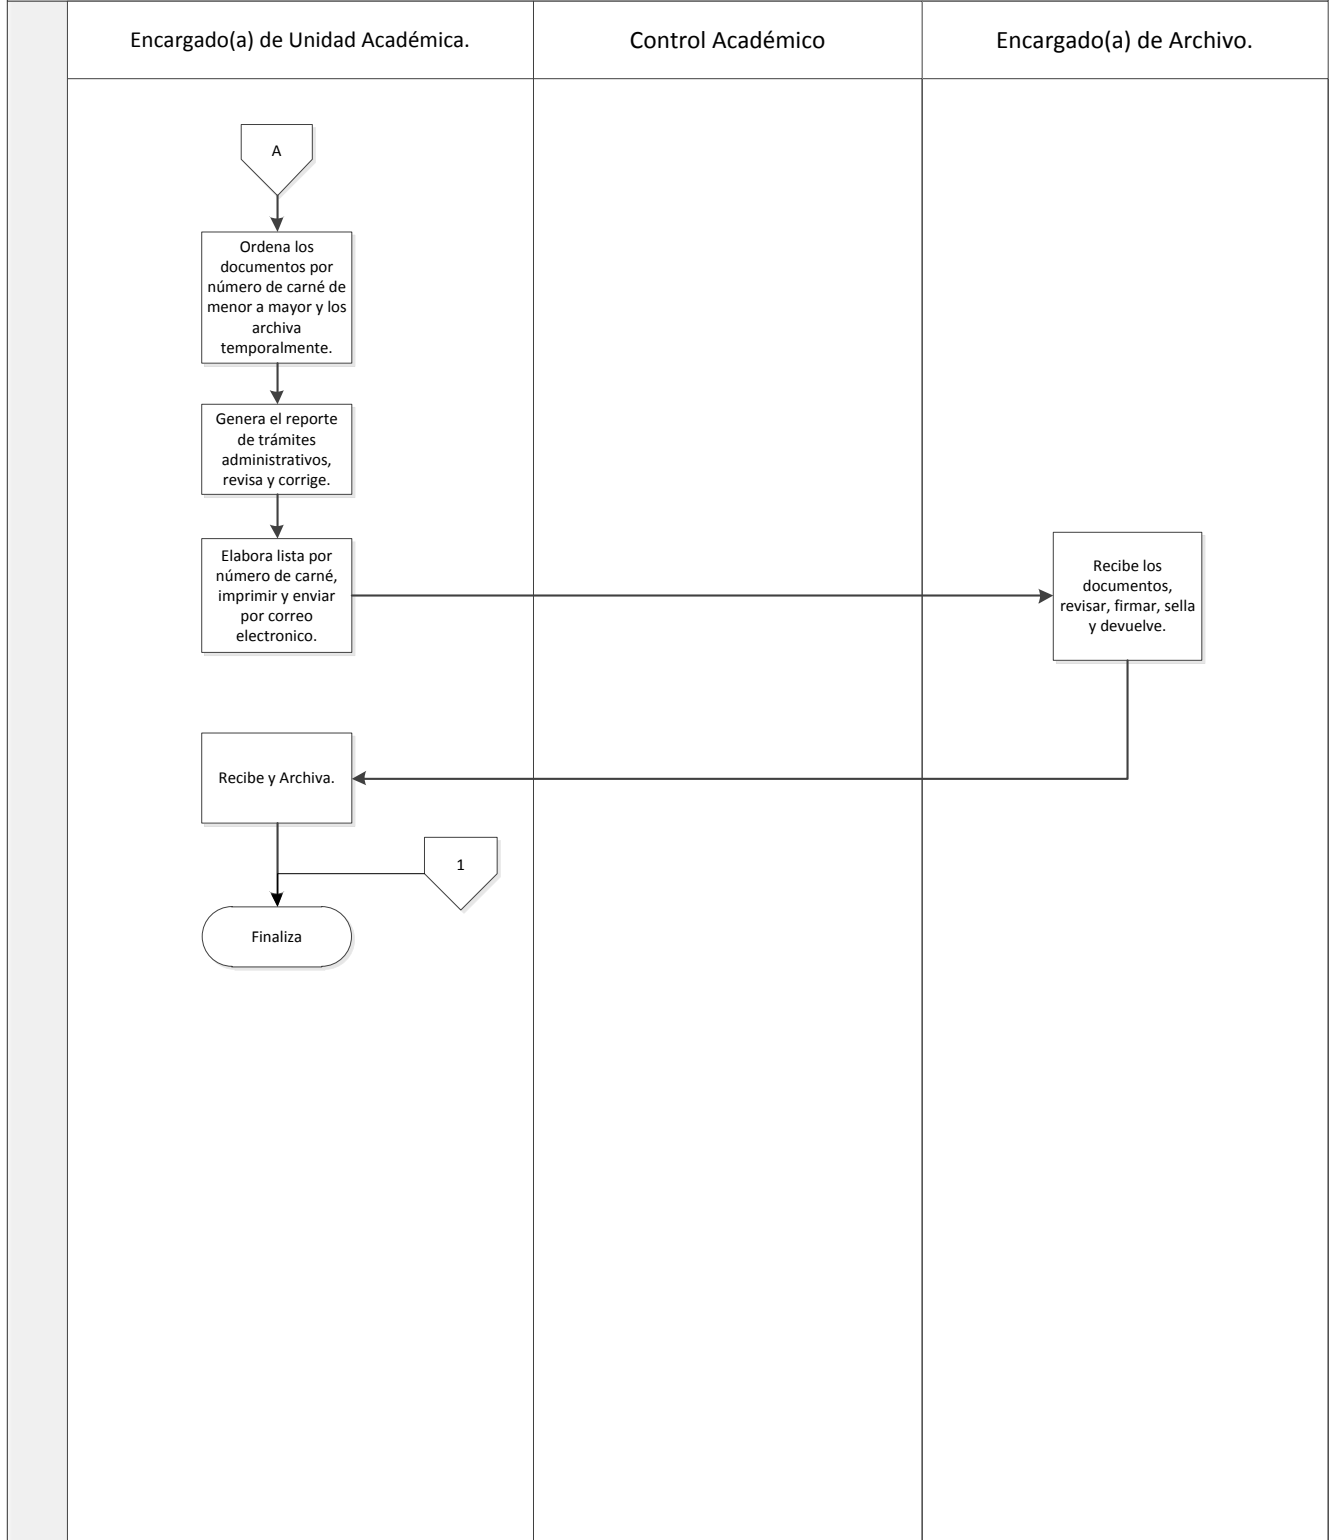 Encargado(a) de Unidad Académica.
Control Académico
Encargado(a) de Archivo.
A
Ordena los
documentos por
número de carné de
menor a mayor y los
archiva
temporalmente.
Genera el reporte
de trámites
administrativos,
revisa y corrige.
Elabora lista por
número de carné,
imprimir y enviar
por correo
electronico.
Recibe los
documentos,
revisar, firmar, sella
y devuelve.
Recibe y Archiva.
1
Finaliza